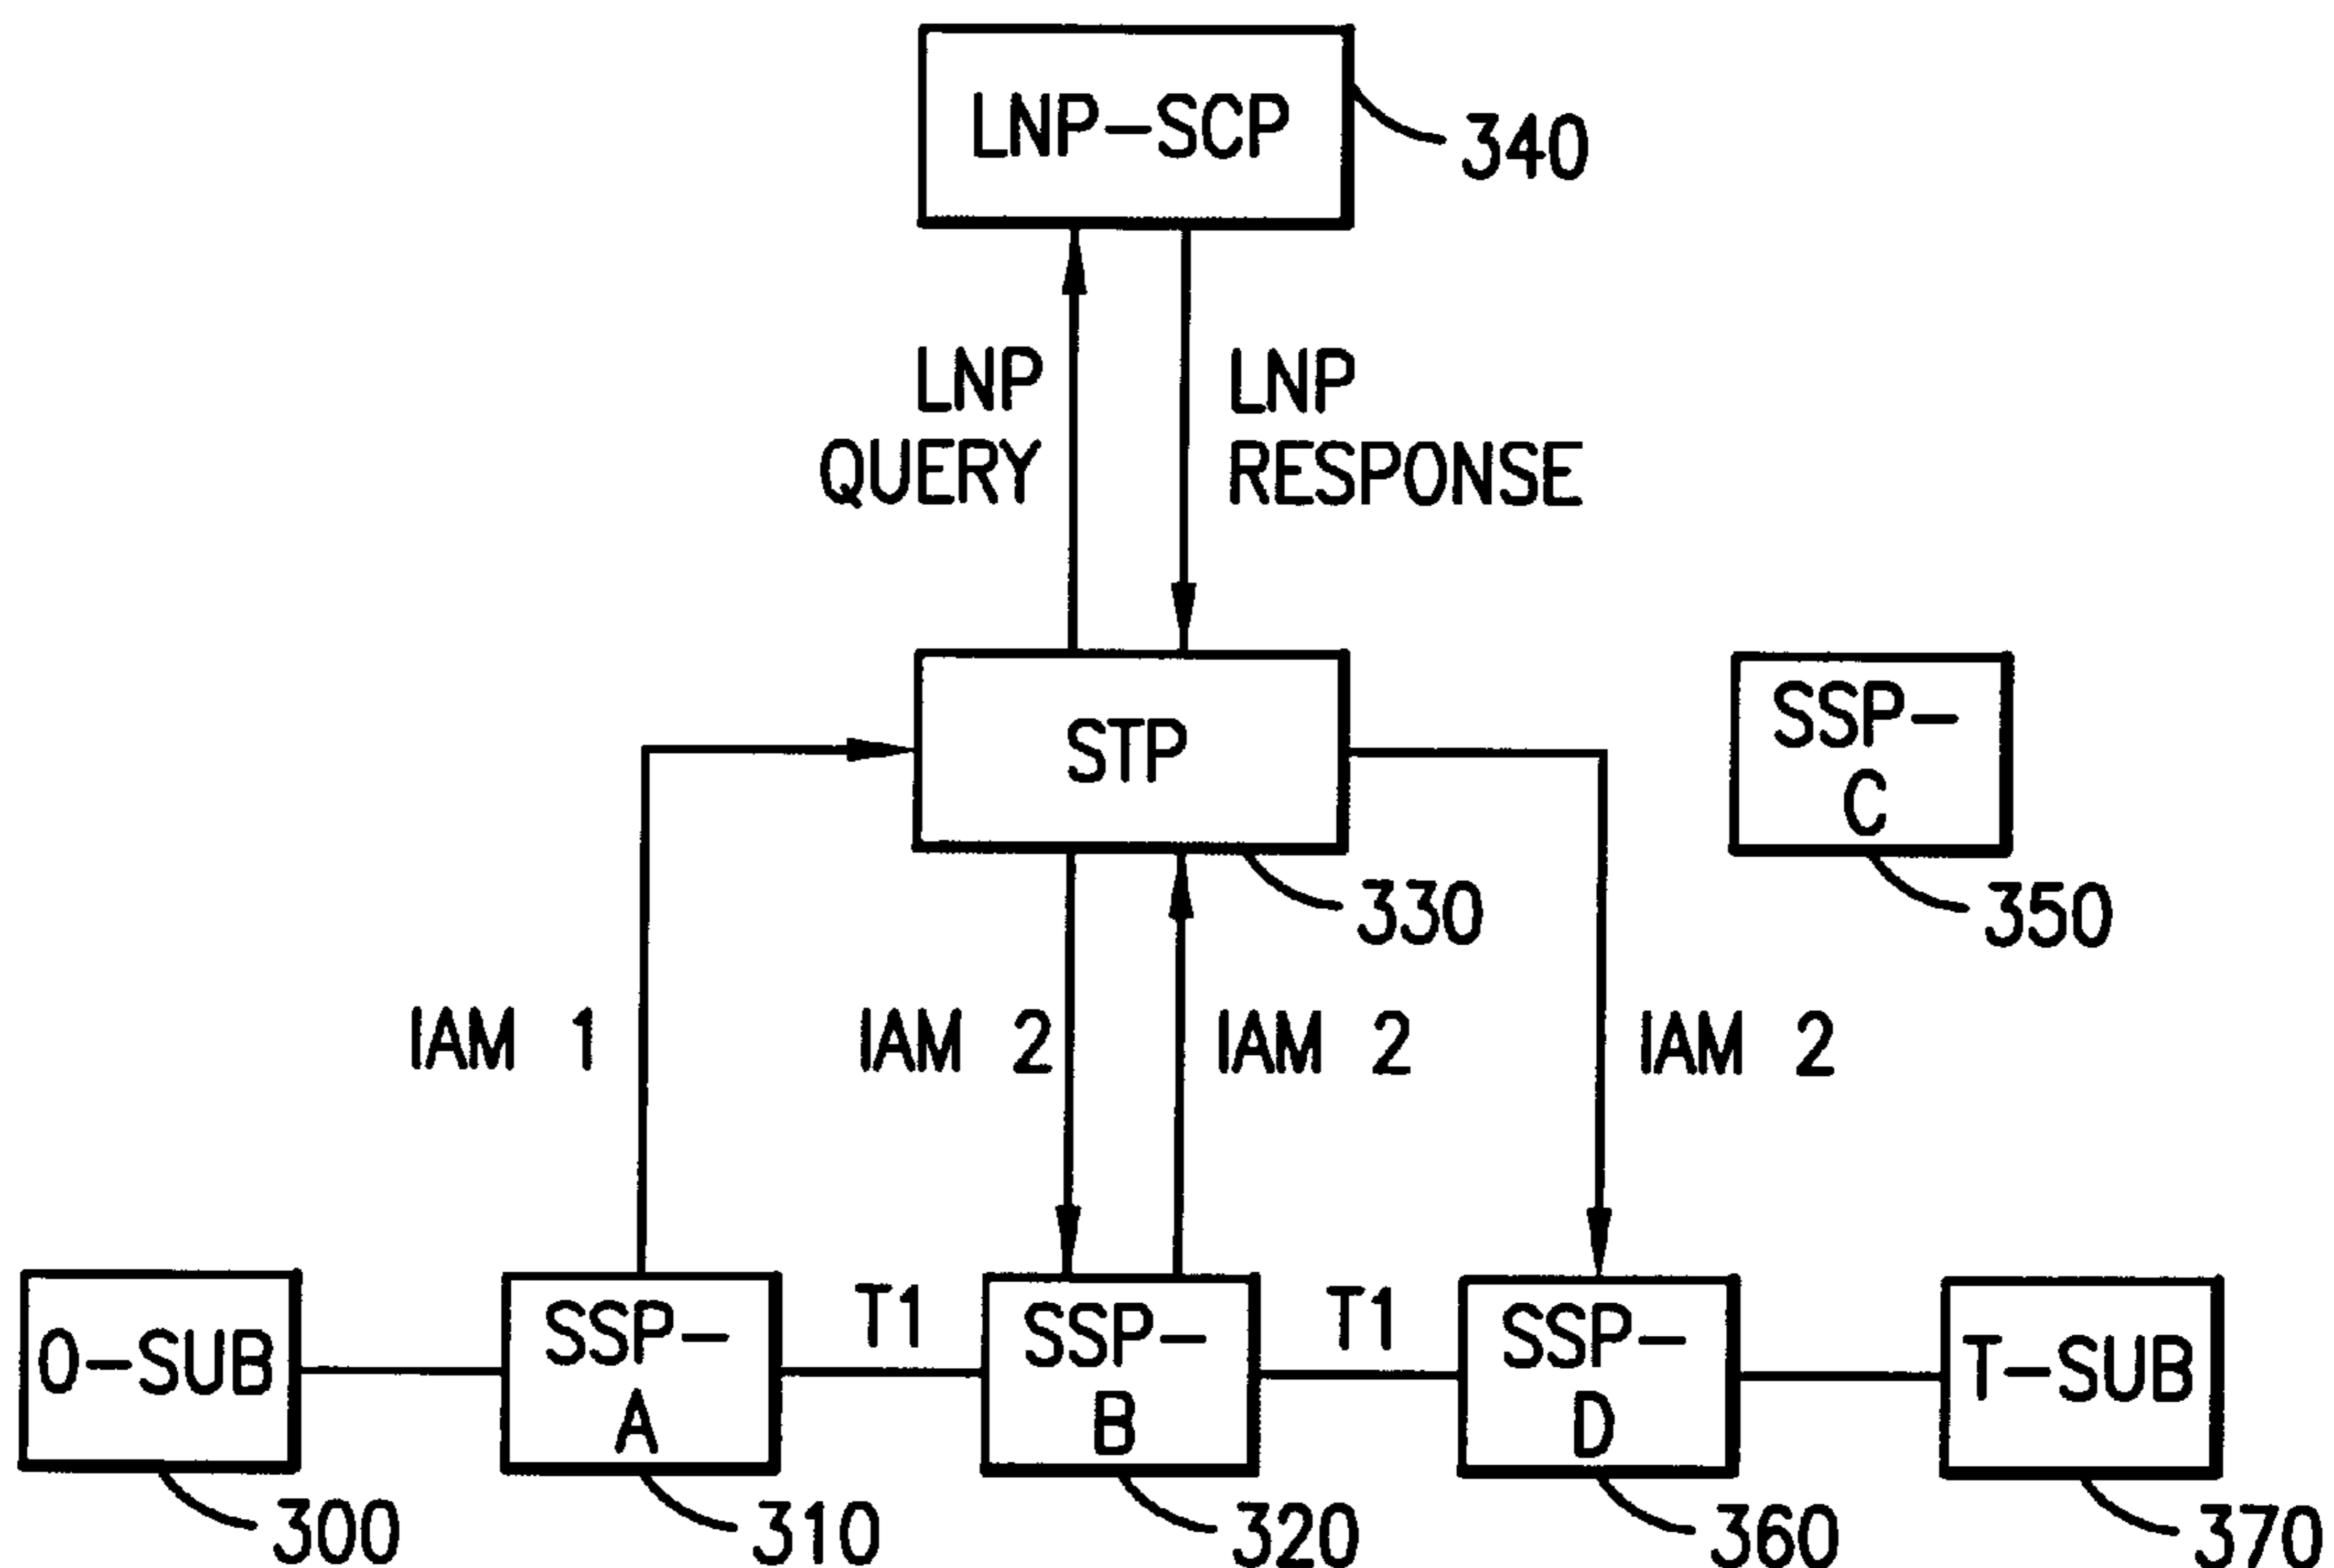 LNP-SCP
340
LNP
QUERY
LNP
RESPONSE
STP
330
SSP-
C
350
IAM 1
IAM 2
IAM 2
IAM 2
O-SUB
300
SSP-
A
310
T1
SSP-
B
320
T1
SSP-
D
360
T-SUB
370